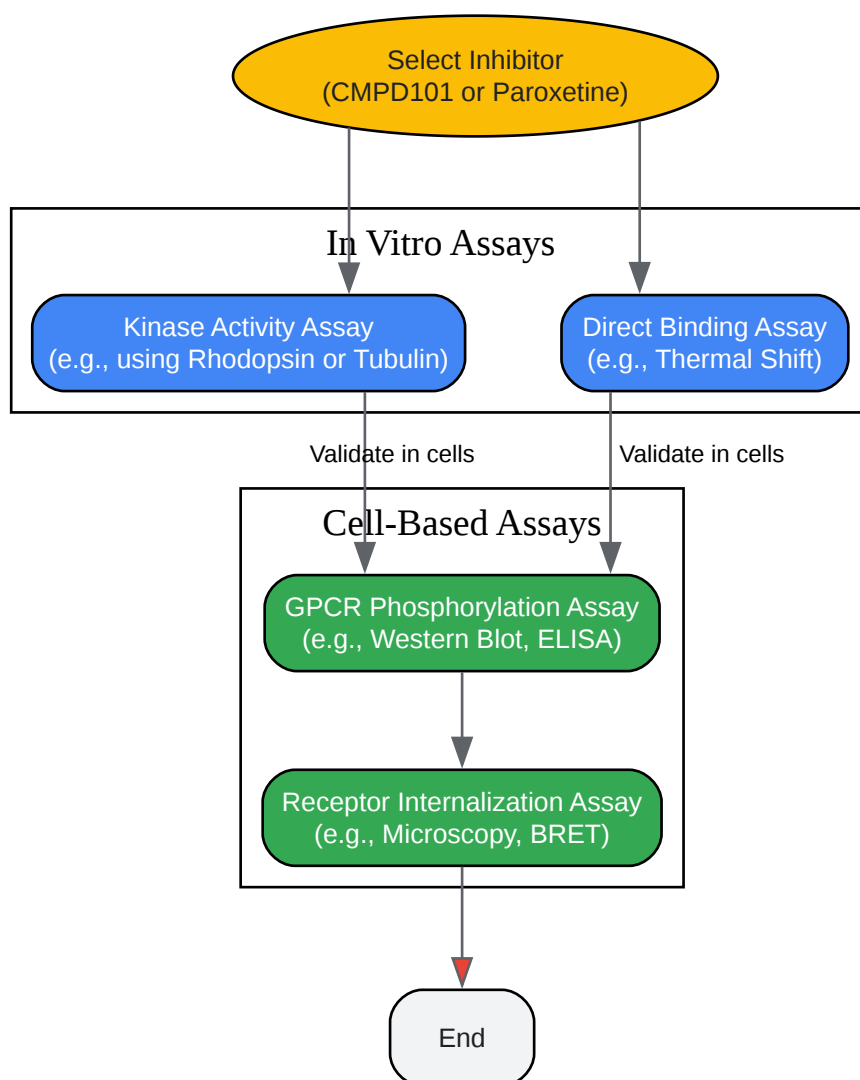 Select Inhibitor
(CMPD101 or Paroxetine)
In Vitro Assays
Kinase Activity Assay
(e.g., using Rhodopsin or Tubulin)
Direct Binding Assay
(e.g., Thermal Shift)
Validate in cells
Validate in cells
Cell-Based Assays
GPCR Phosphorylation Assay
(e.g., Western Blot, ELISA)
Receptor Internalization Assay
(e.g., Microscopy, BRET)
End